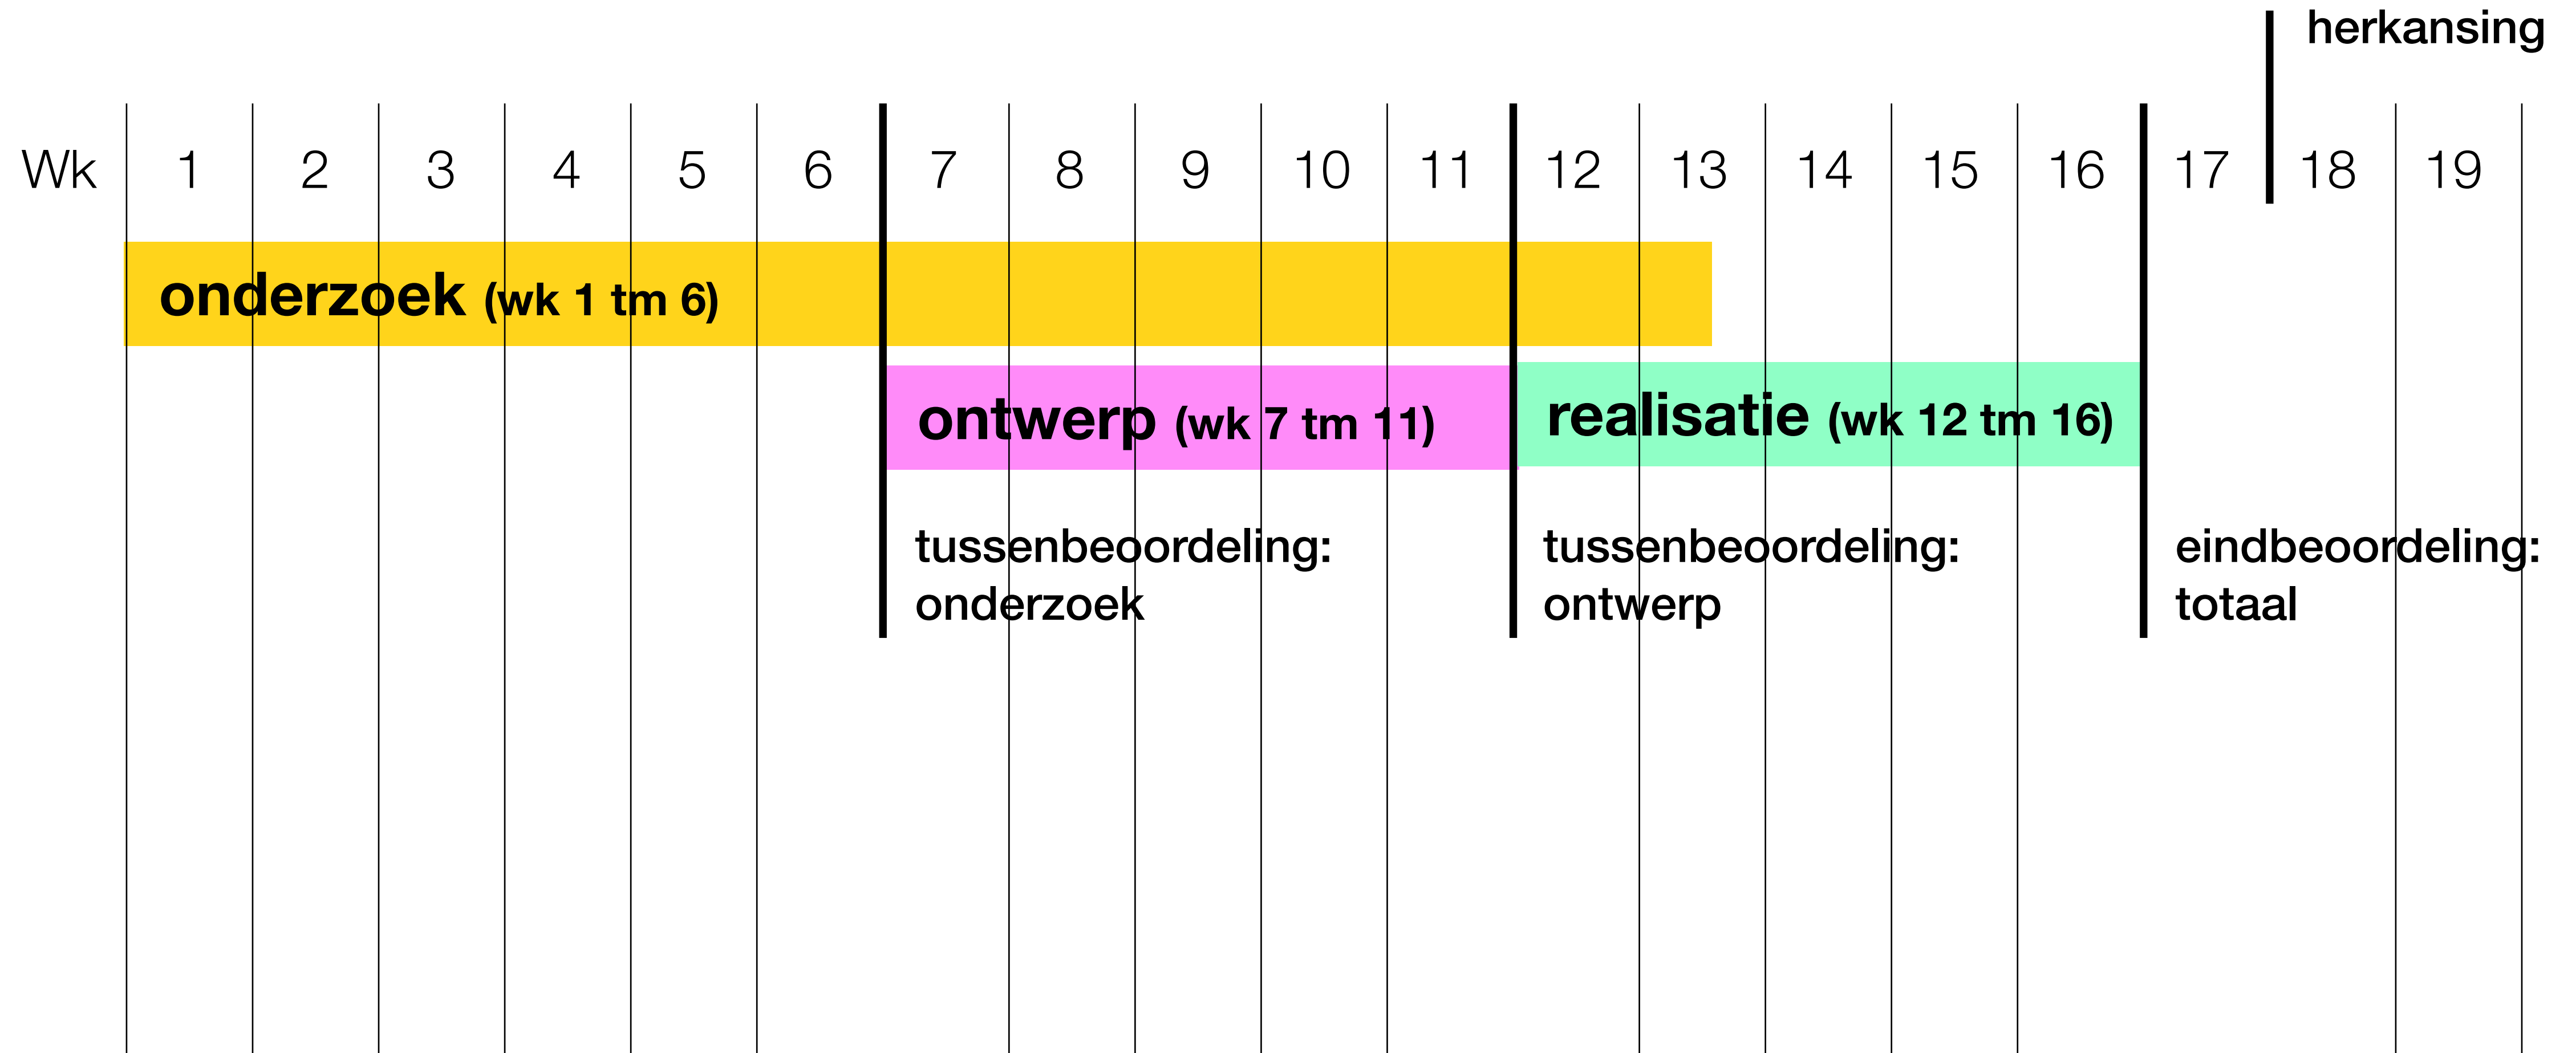 herkansing
Wk 1 2 3 4 5 6 7 8 9 10 11 12 13 14 15 16 17 18 19
onderzoek (wk 1 tm 6)
ontwerp (wk 7 tm 11)
realisatie (wk 12 tm 16)
tussenbeoordeling:
onderzoek
tussenbeoordeling:
ontwerp
eindbeoordeling:
totaal